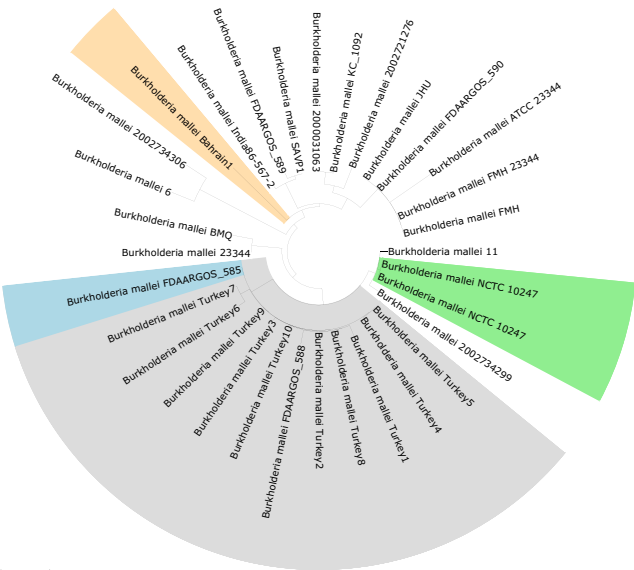 Burkholderia mallei 2002734306
Burkholderia mallei Bahrain1
Burkholderia mallei India86-567-2
Burkholderia mallei FDAARGOS_589
Burkholderia mallei SAVP1
Burkholderia mallei 2000031063
Burkholderia mallei KC_1092
Burkholderia mallei 2002721276
Burkholderia mallei JHU
Burkholderia mallei FDAARGOS_590
Burkholderia mallei ATCC 23344
Burkholderia mallei FMH 23344
Burkholderia mallei FMH
Burkholderia mallei 11
Burkholderia mallei NCTC 10247
Burkholderia mallei NCTC 10247
Burkholderia mallei 2002734299
Burkholderia mallei Turkey5
Burkholderia mallei Turkey4
Burkholderia mallei Turkey1
Burkholderia mallei Turkey8
Burkholderia mallei Turkey2
Burkholderia mallei FDAARGOS_588
Burkholderia mallei Turkey10
Burkholderia mallei Turkey3
Burkholderia mallei Turkey9
Burkholderia mallei Turkey6
Burkholderia mallei Turkey7
Burkholderia mallei FDAARGOS_585
Burkholderia mallei 23344
Burkholderia mallei BMQ
Burkholderia mallei 6